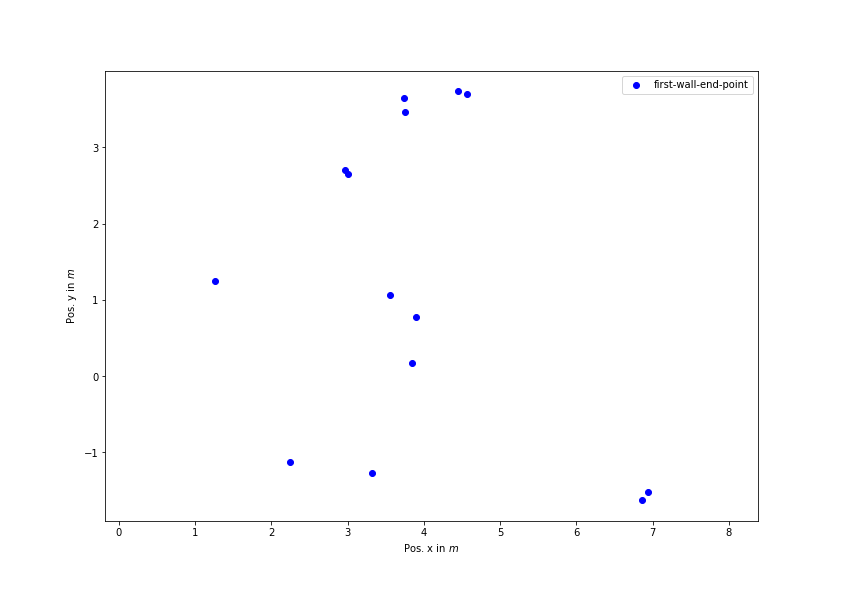 first-wall-end-point
3
2
1
0
−1
Pos. y in m
0 1 2 3 4 5 6 7 8
Pos. x in m